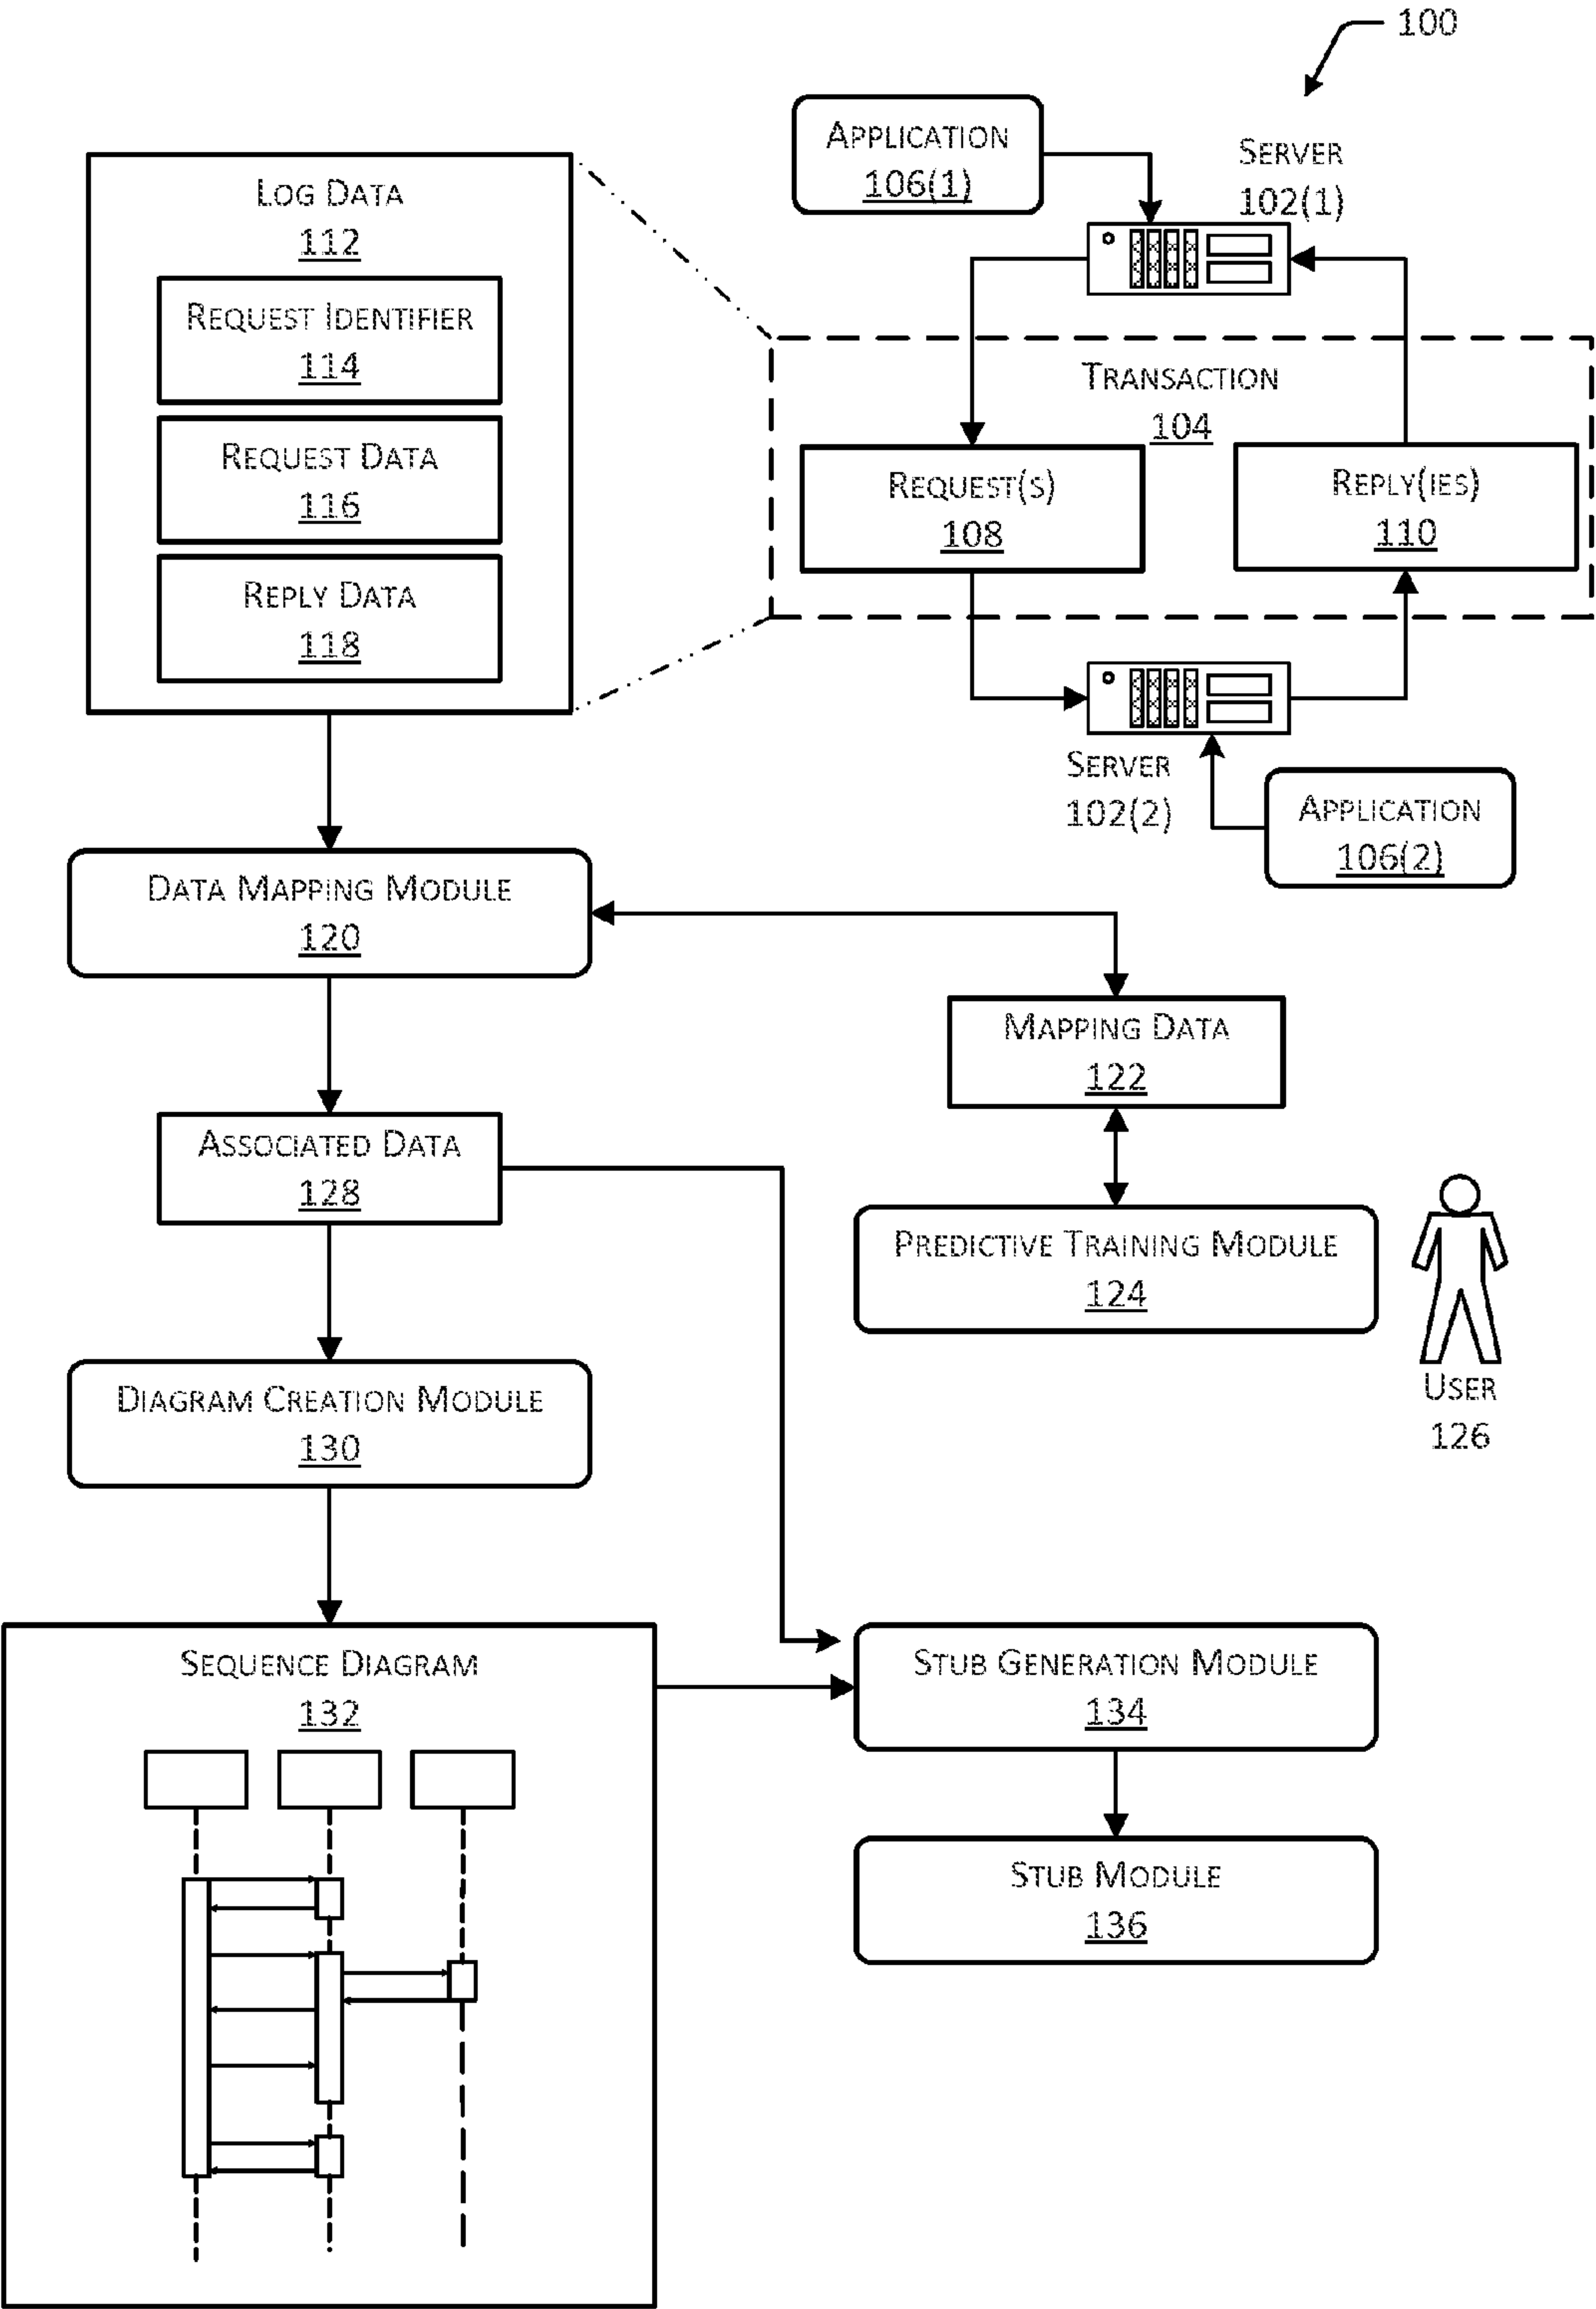 100
APPLICATION
106(1)
SERVER
102(1)
LOG DATA
112
REQUEST IDENTIFIER
114
REQUEST DATA
116
REPLY DATA
118
TRANSACTION
104
REQUEST(S)
108
REPLY(IES)
110
SERVER
102(2)
APPLICATION
106(2)
DATA MAPPING MODULE
120
MAPPING DATA
122
ASSOCIATED DATA
128
PREDICTIVE TRAINING MODULE
124
USER
126
DIAGRAM CREATION MODULE
130
SEQUENCE DIAGRAM
132
STUB GENERATION MODULE
134
STUB MODULE
136